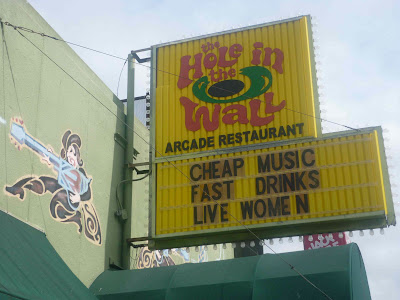 the
Hole in
the
Wall
ARCADE RESTAURANT
CHEAP MUSIC
FAST DRINKS
LIVE WOMEN